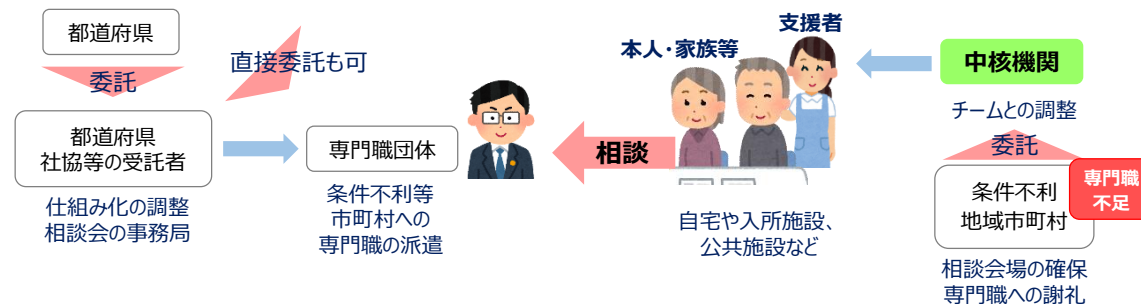 都道府県
委託
直接委託も可
都道府県
社協等の受託者
仕組み化の調整
相談会の事務局
専門職団体
条件不利等
市町村への
専門職の派遣
相談
本人・家族等
支援者
自宅や入所施設、
公共施設など
中核機関
チームとの調整
委託
条件不利
地域市町村
専門職
不足
相談会場の確保
専門職への謝礼